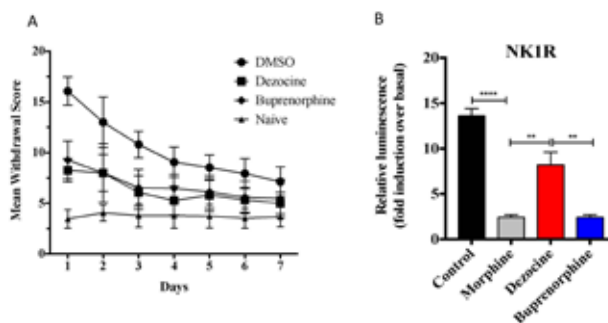 A
20
15
10
5
0
Mean Withdrawal Score
DMSO
Dezocine
Buprenorphine
Naive
1 2 3 4 5 6 7
Days
B
NK1R
20
15
10
5
0
Relative luminescence
(fold induction over basal)
****
**
**
Control
Morphine
Dezocine
Buprenorphine